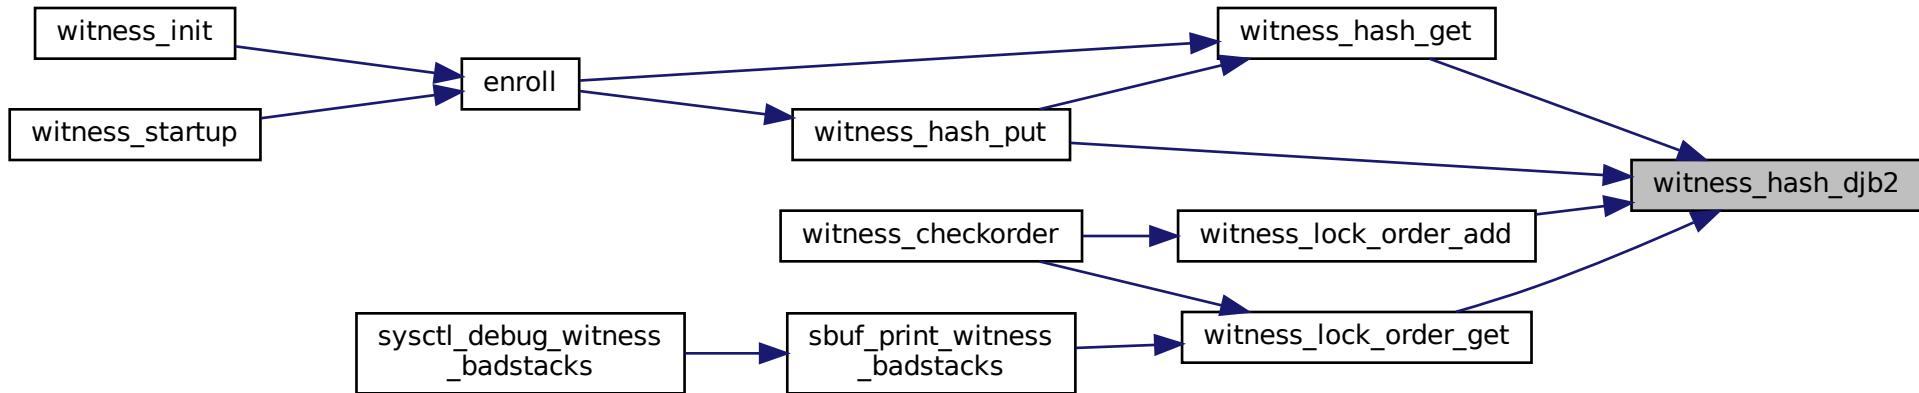 witness_init
witness_hash_get
enroll
witness_startup
witness_hash_put
witness_hash_djb2
witness_checkorder
witness_lock_order_add
sysctl_debug_witness
_badstacks
sbuf_print_witness
_badstacks
witness_lock_order_get